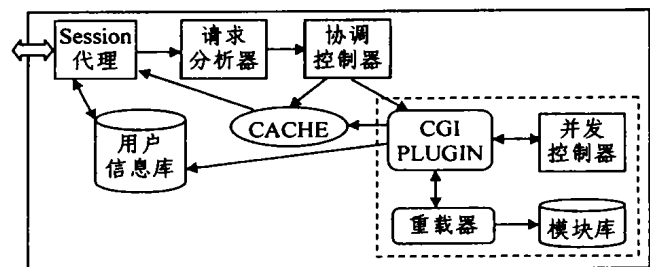 Session
代理
请求
分析器
协调
控制器
CACHE
用户
信息库
CGI
PLUGIN
并发
控制器
重载器
模块库